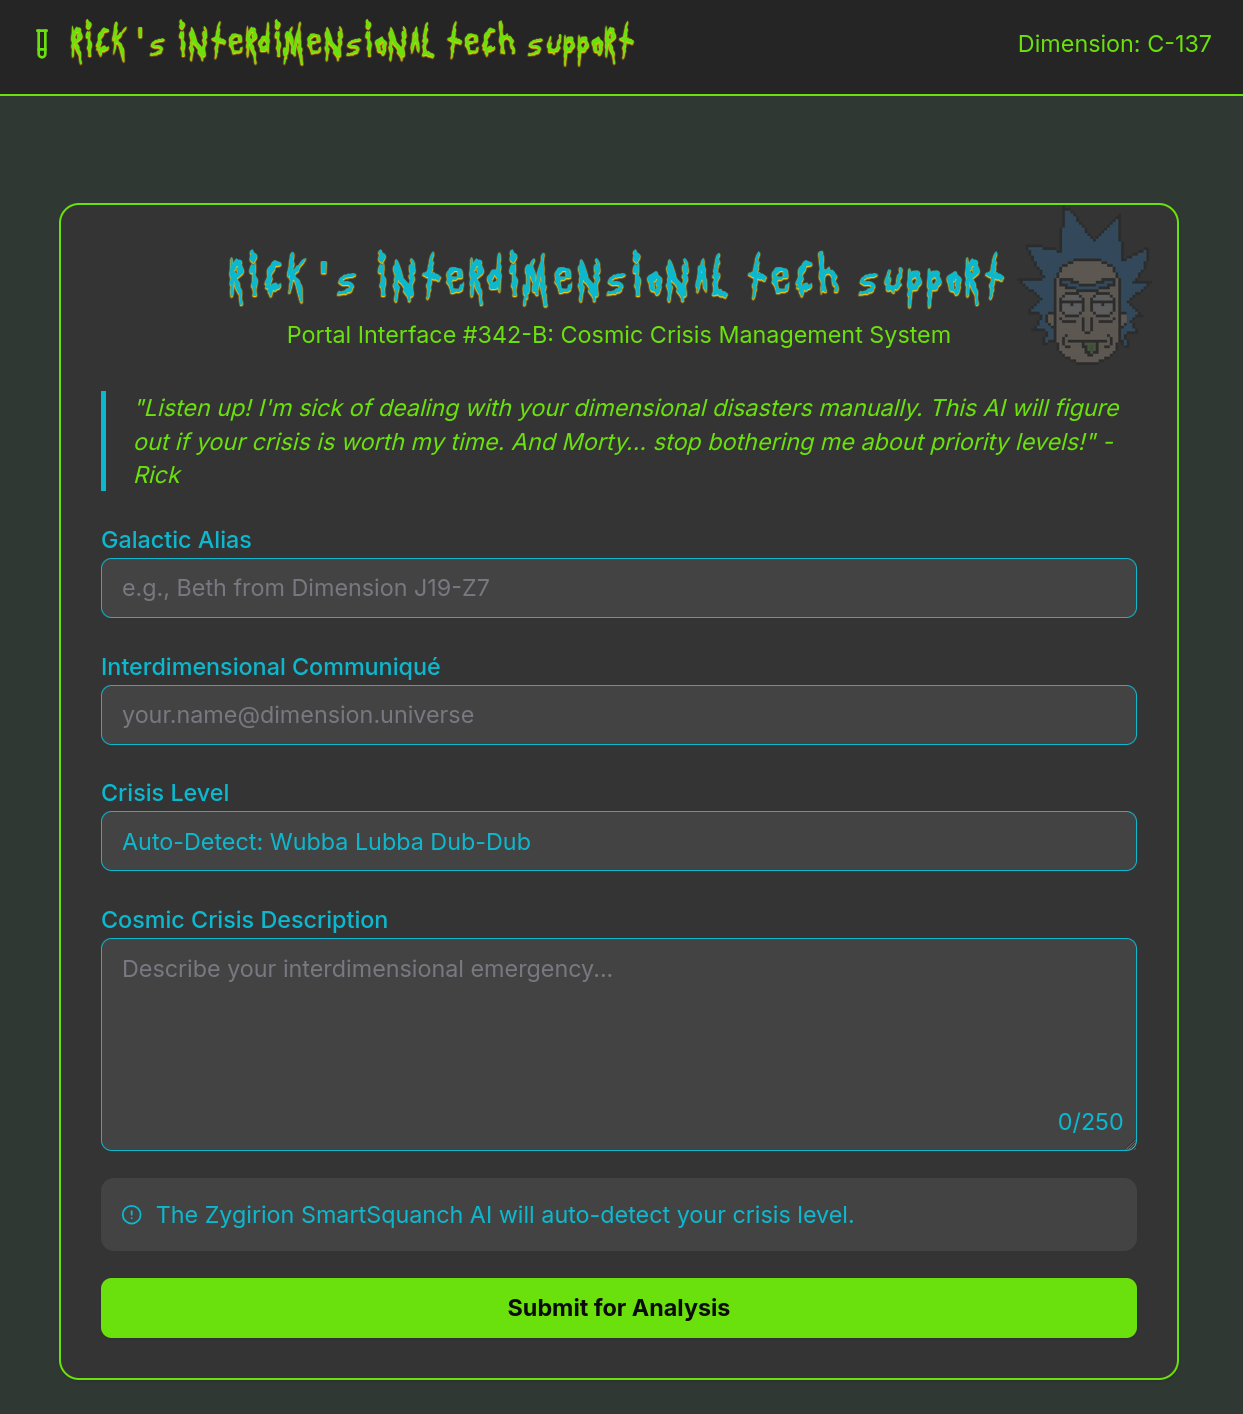 Rick's Interdimensional Tech Support
Dimension: C-137
Rick's Interdimensional Tech Support
Portal Interface #342-B: Cosmic Crisis Management System
"Listen up! I'm sick of dealing with your dimensional disasters manually. This AI will figure
out if your crisis is worth my time. And Morty... stop bothering me about priority levels!" -
Rick
Galactic Alias
e.g., Beth from Dimension J19-Z7
Interdimensional Communiqué
your.name@dimension.universe
Crisis Level
Auto-Detect: Wubba Lubba Dub-Dub
Cosmic Crisis Description
Describe your interdimensional emergency...
0/250
The Zygirion SmartSquanch AI will auto-detect your crisis level.
Submit for Analysis